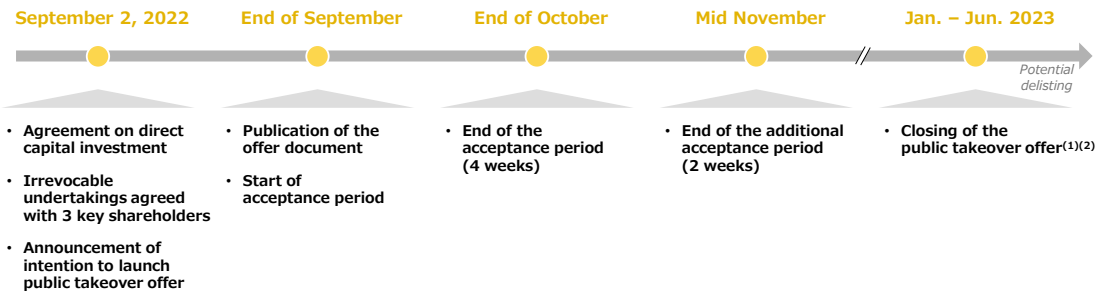 September 2, 2022
End of September
End of October
Mid November
Jan. – Jun. 2023
Potential
delisting
• Agreement on direct
capital investment
• Irrevocable
undertakings agreed
with 3 key shareholders
• Announcement of
intention to launch
public takeover offer
• Publication of the
offer document
• Start of
acceptance period
• End of the
acceptance period
(4 weeks)
• End of the additional
acceptance period
(2 weeks)
• Closing of the
public takeover offer(1)(2)